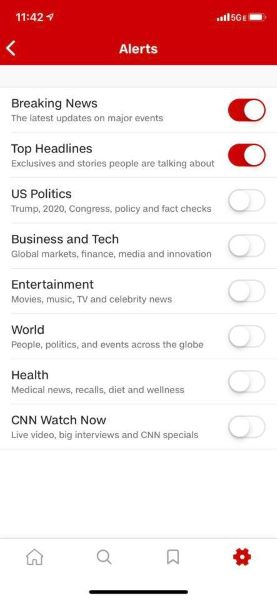 11:42
5GE
Alerts
Breaking News
The latest updates on major events
Top Headlines
Exclusives and stories people are talking about
US Politics
Trump, 2020, Congress, policy and fact checks
Business and Tech
Global markets, finance, media and innovation
Entertainment
Movies, music, TV and celebrity news
World
People, politics, and events across the globe
Health
Medical news, recalls, diet and wellness
CNN Watch Now
Live video, big interviews and CNN specials